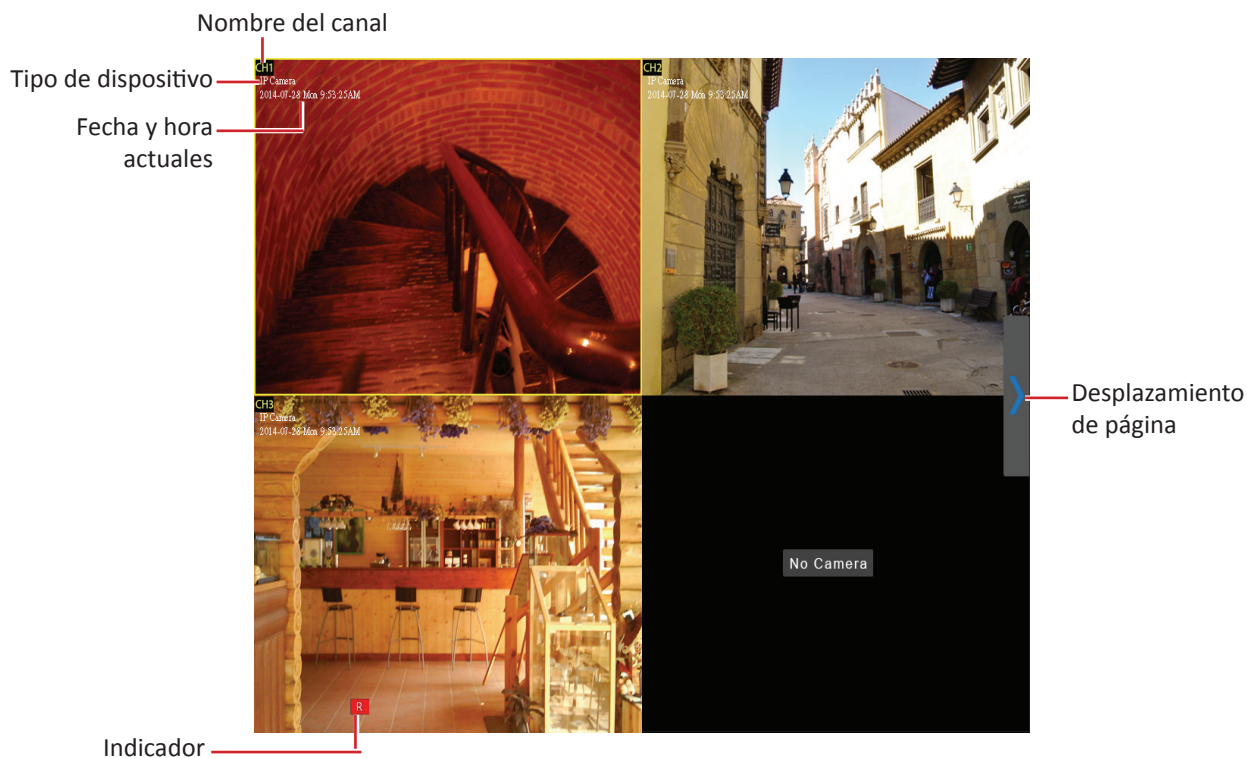 Nombre del canal
Tipo de dispositivo
Fecha y hora
actuales
CH1
IP Camera
2014-07-28 Mon 9:53:25AM
CH2
IP Camera
2014-07-28 Mon 9:53:25AM
Desplazamiento
de página
CH3
IP Camera
2014-07-28 Mon 9:53:25AM
No Camera
R
Indicador